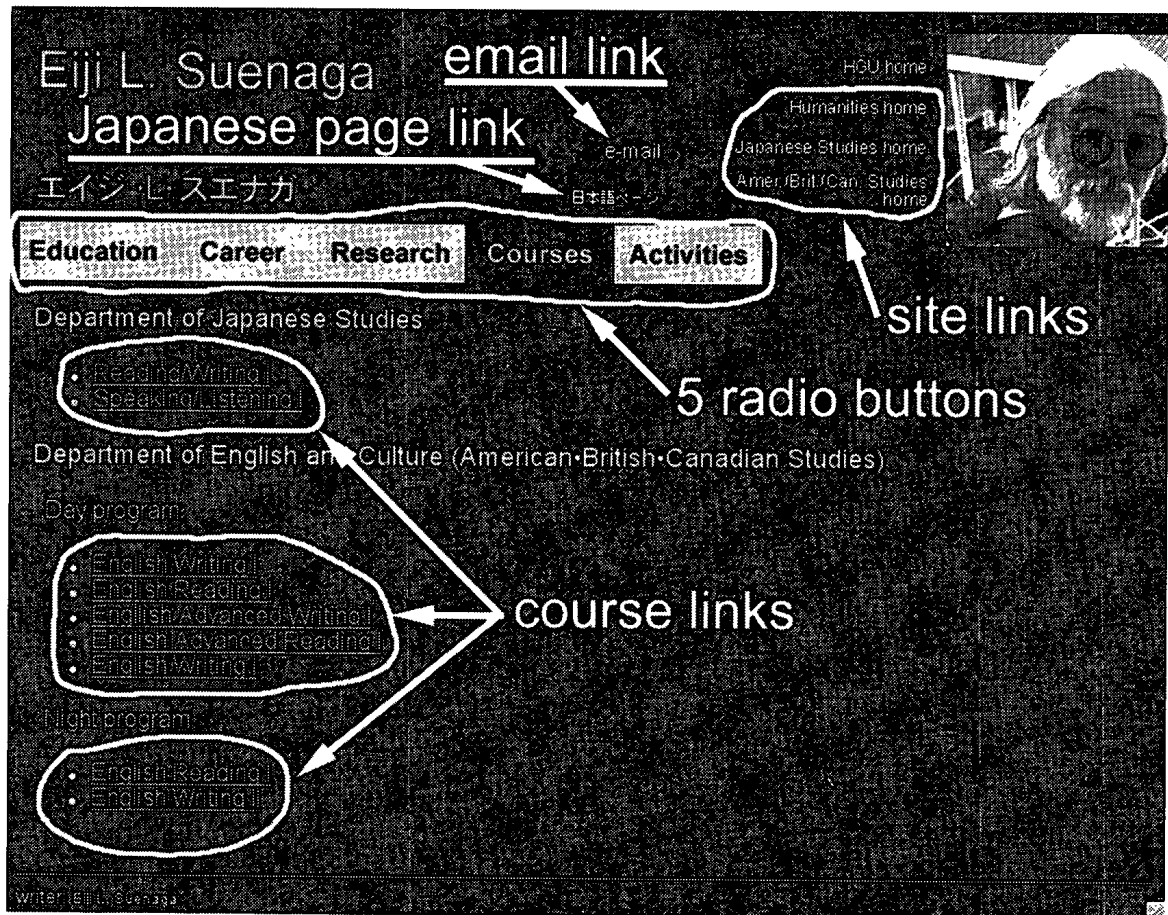 Eiji L. Suenaga
email link
HGU home
Humanities home
Japanese page link
e-mail
Japanese Studies home
エイジ・L・スエナガ
日本語ページ
Amer./Brit./Can. Studies
home
Education Career Research Courses Activities
site links
Department of Japanese Studies
Reading/Writing I
Speaking/Listening I
5 radio buttons
Department of English and Culture (American•British•Canadian Studies)
Day program
English Writing I
English Reading I
English Advanced Writing I
English Advanced Reading I
English Writing
course links
Night program
English Reading I
English Writing II
writer Eiji L. Suenaga